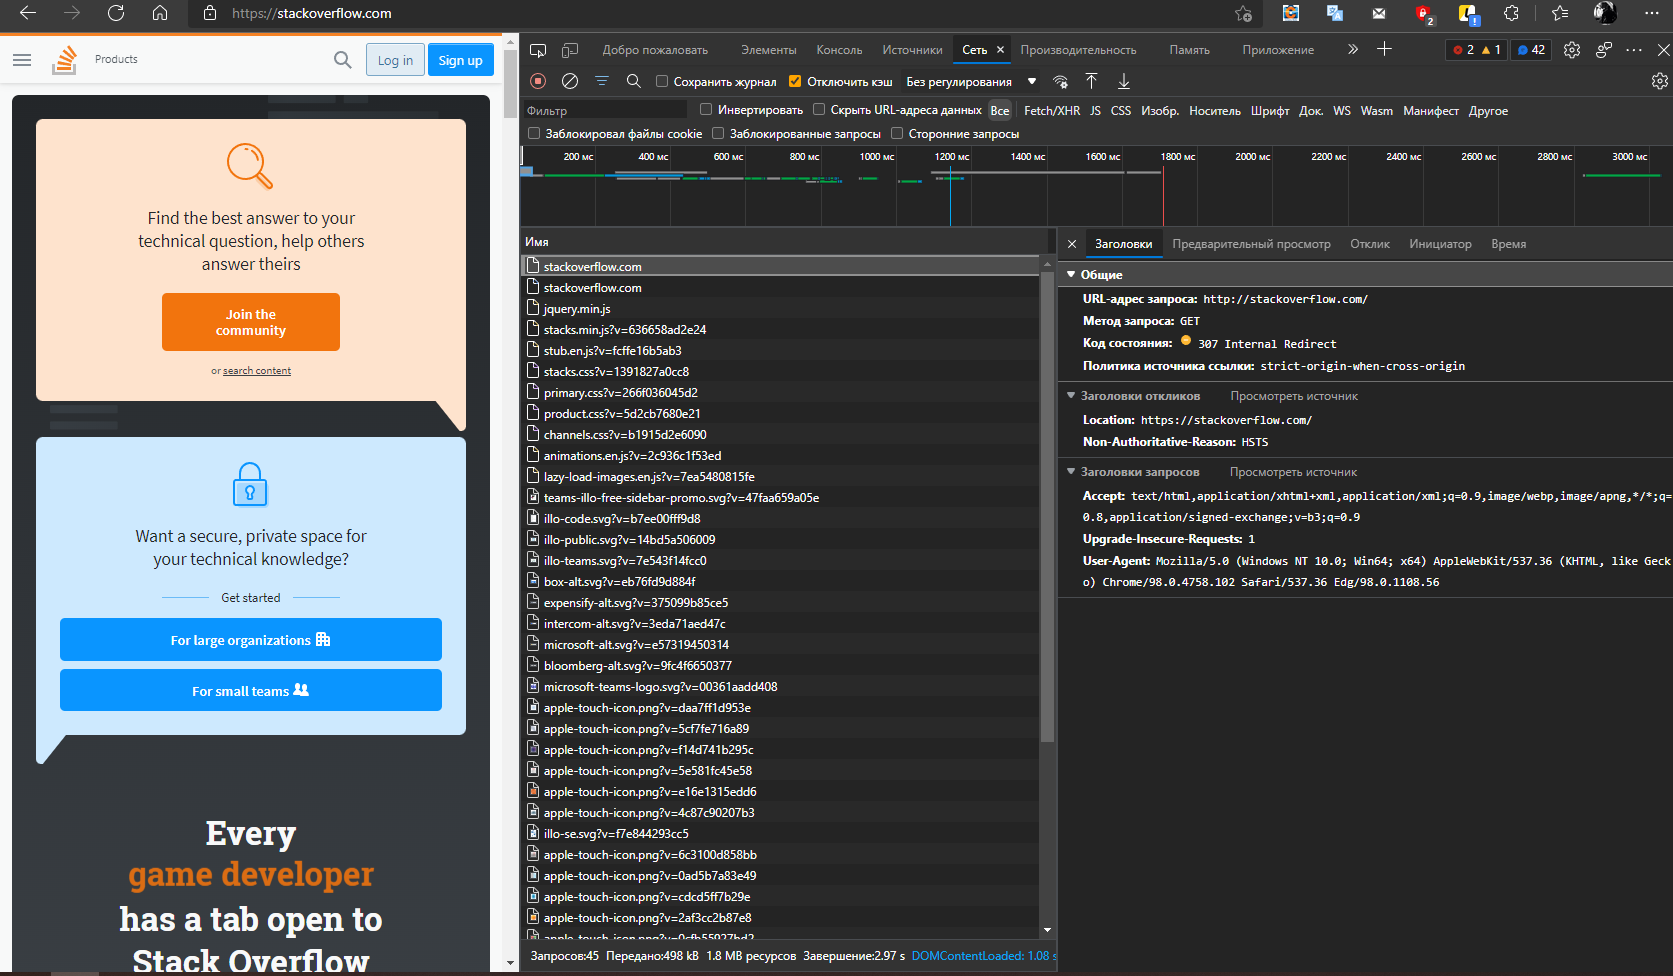 https://stackoverflow.com
2
!
Products
Log in
Sign up
Find the best answer to your
technical question, help others
answer theirs
Join the
community
or search content
Want a secure, private space for
your technical knowledge?
Get started
For large organizations
For small teams
Every
game developer
has a tab open to
Stack Overflow
Добро пожаловать Элементы Консоль Источники Сеть Производительность Память Приложение 2 1 42
Сохранить журнал Отключить кэш Без регулирования
Фильтр Инвертировать Скрыть URL-адреса данных Все Fetch/XHR JS CSS Изобр. Носитель Шрифт Док. WS Wasm Манифест Другое
Заблокировал файлы cookie Заблокированные запросы Сторонние запросы
200 мс 400 мс 600 мс 800 мс 1000 мс 1200 мс 1400 мс 1600 мс 1800 мс 2000 мс 2200 мс 2400 мс 2600 мс 2800 мс 3000 мс
Имя
stackoverflow.com
stackoverflow.com
jquery.min.js
stacks.min.js?v=636658ad2e24
stub.en.js?v=fcffe16b5ab3
stacks.css?v=1391827a0cc8
primary.css?v=266f036045d2
product.css?v=5d2cb7680e21
channels.css?v=b1915d2e6090
animations.en.js?v=2c936c1f53ed
lazy-load-images.en.js?v=7ea5480815fe
teams-illo-free-sidebar-promo.svg?v=47faa659a05e
illo-code.svg?v=b7ee00fff9d8
illo-public.svg?v=14bd5a506009
illo-teams.svg?v=7e543f14fcc0
box-alt.svg?v=eb76fd9d884f
expensify-alt.svg?v=375099b85ce5
intercom-alt.svg?v=3eda71aed47c
microsoft-alt.svg?v=e57319450314
bloomberg-alt.svg?v=9fc4f6650377
microsoft-teams-logo.svg?v=00361aadd408
apple-touch-icon.png?v=daa7ff1d953e
apple-touch-icon.png?v=5cf7fe716a89
apple-touch-icon.png?v=f14d741b295c
apple-touch-icon.png?v=5e581fc45e58
apple-touch-icon.png?v=e16e1315edd6
apple-touch-icon.png?v=4c87c90207b3
illo-se.svg?v=f7e844293cc5
apple-touch-icon.png?v=6c3100d858bb
apple-touch-icon.png?v=0ad5b7a83e49
apple-touch-icon.png?v=cdcd5ff7b29e
apple-touch-icon.png?v=2af3cc2b87e8
apple-touch-icon.png?v=0cfb55927bd2
Запросов:45 Передано:498 kB 1.8 MB ресурсов Завершение:2.97 s DOMContentLoaded: 1.08 s
Заголовки Предварительный просмотр Отклик Инициатор Время
Общие
URL-адрес запроса: http://stackoverflow.com/
Метод запроса: GET
Код состояния: 307 Internal Redirect
Политика источника ссылки: strict-origin-when-cross-origin
Заголовки откликов Просмотреть источник
Location: https://stackoverflow.com/
Non-Authoritative-Reason: HSTS
Заголовки запросов Просмотреть источник
Accept: text/html,application/xhtml+xml,application/xml;q=0.9,image/webp,image/apng,*/*;q=
0.8,application/signed-exchange;v=b3;q=0.9
Upgrade-Insecure-Requests: 1
User-Agent: Mozilla/5.0 (Windows NT 10.0; Win64; x64) AppleWebKit/537.36 (KHTML, like Geck
o) Chrome/98.0.4758.102 Safari/537.36 Edg/98.0.1108.56